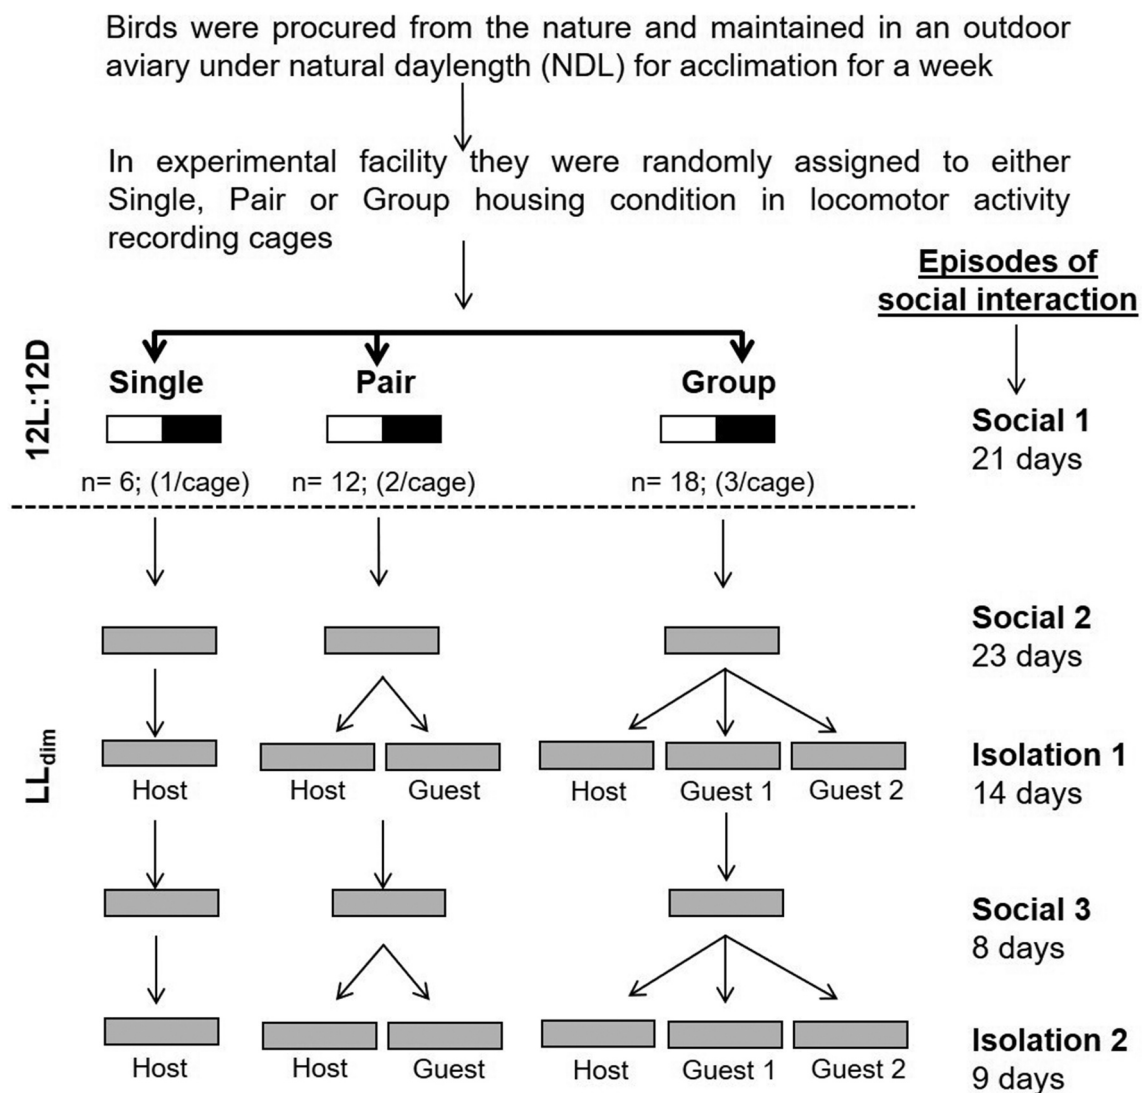 Birds were procured from the nature and maintained in an outdoor
aviary under natural daylength (NDL) for acclimation for a week
In experimental facility they were randomly assigned to either
Single, Pair or Group housing condition in locomotor activity
recording cages
Episodes of
social interaction
12L:12D
Single Pair Group
Social 1
21 days
n= 6; (1/cage) n= 12; (2/cage) n= 18; (3/cage)
LLdim
Social 2
23 days
Isolation 1
14 days
Host Host Guest Host Guest 1 Guest 2
Social 3
8 days
Isolation 2
9 days
Host Host Guest Host Guest 1 Guest 2